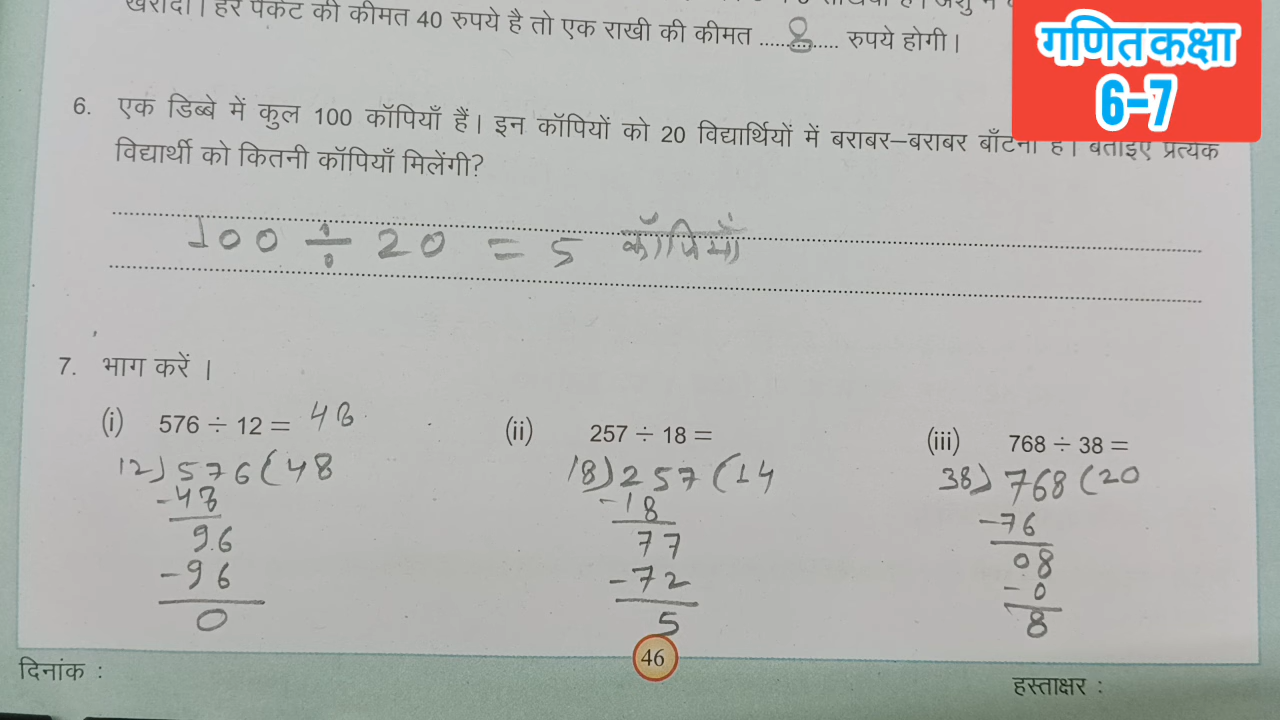 खरीदा। हर पैकेट की कीमत 40 रुपये है तो एक राखी की कीमत ....8.... रुपये होगी।
गणित कक्षा
6-7
6. एक डिब्बे में कुल 100 कॉपियाँ हैं। इन कॉपियों को 20 विद्यार्थियों में बराबर–बराबर बाँटना है। बताइए प्रत्येक
विद्यार्थी को कितनी कॉपियाँ मिलेंगी?
100 ÷ 20 = 5 कॉपियाँ
7. भाग करें ।
(i) 576 ÷ 12 = 48
12) 576 (48
-48
96
-96
0
(ii) 257 ÷ 18 =
18) 257 (14
-18
77
-72
5
(iii) 768 ÷ 38 =
38) 768 (20
-76
08
-0
8
46
दिनांक :
हस्ताक्षर :